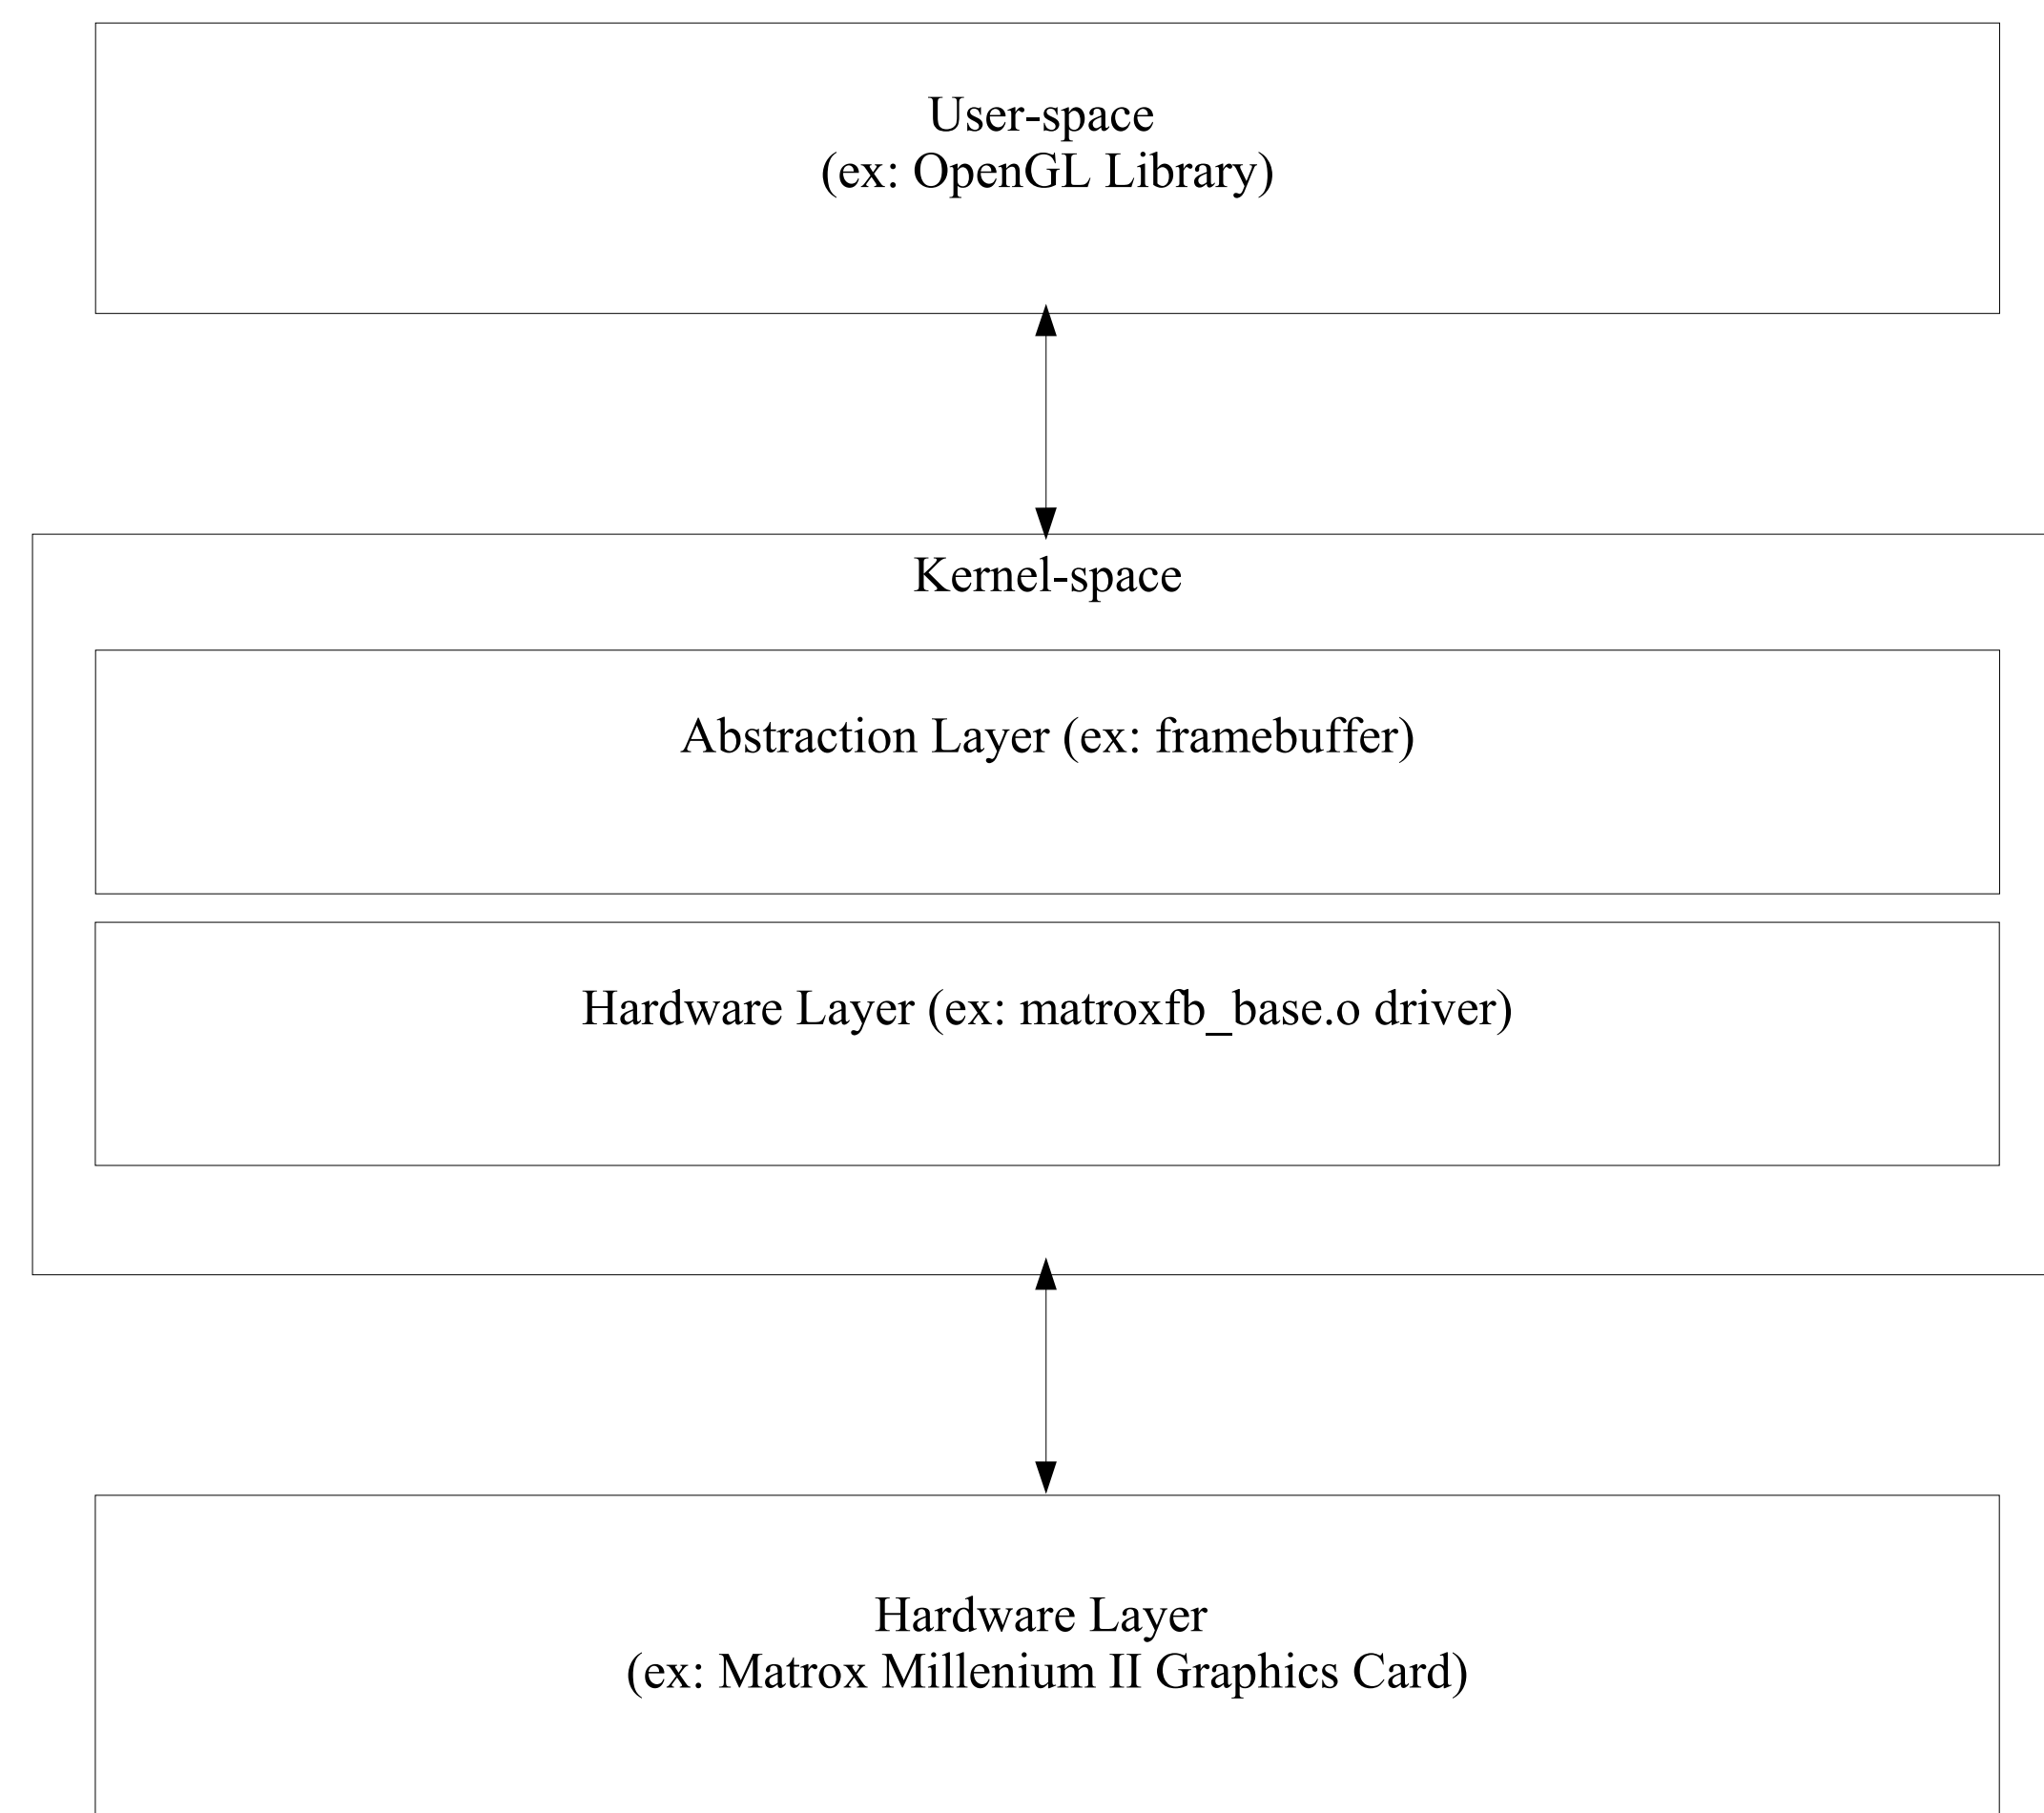 User-space
(ex: OpenGL Library)
Kernel-space
Abstraction Layer (ex: framebuffer)
Hardware Layer (ex: matroxfb_base.o driver)
Hardware Layer
(ex: Matrox Millenium II Graphics Card)